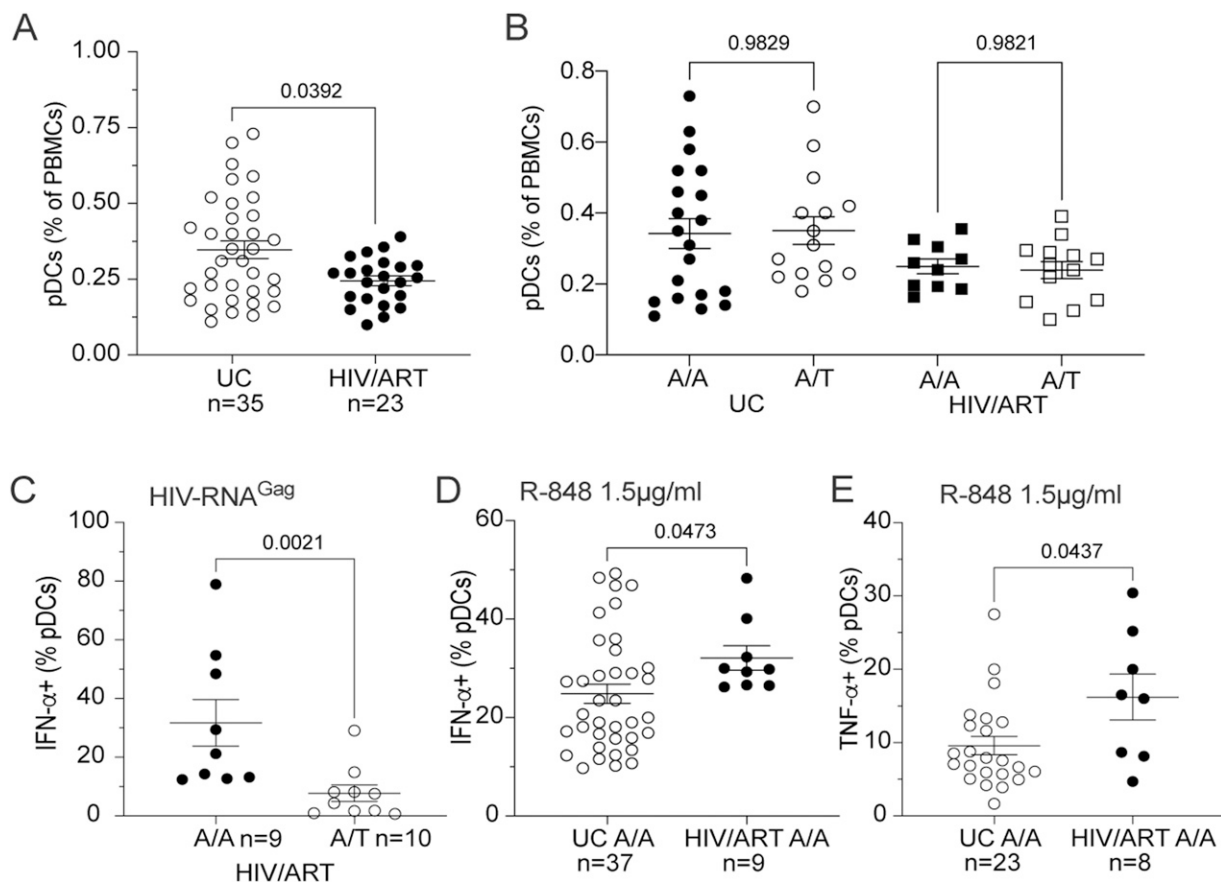 A
pDCs (% of PBMCs)
1.00
0.75
0.50
0.25
0.00
0.0392
UC
n=35
HIV/ART
n=23
B
pDCs (% of PBMCs)
0.8
0.6
0.4
0.2
0.0
0.9829
0.9821
A/A
A/T
A/A
A/T
UC
HIV/ART
C
HIV-RNA^Gag
IFN-α+ (% pDCs)
100
80
60
40
20
0
0.0021
A/A n=9
A/T n=10
HIV/ART
D
R-848 1.5µg/ml
IFN-α+ (% pDCs)
60
40
20
0
0.0473
UC A/A
n=37
HIV/ART A/A
n=9
E
R-848 1.5µg/ml
TNF-α+ (% pDCs)
40
30
20
10
0
0.0437
UC A/A
n=23
HIV/ART A/A
n=8